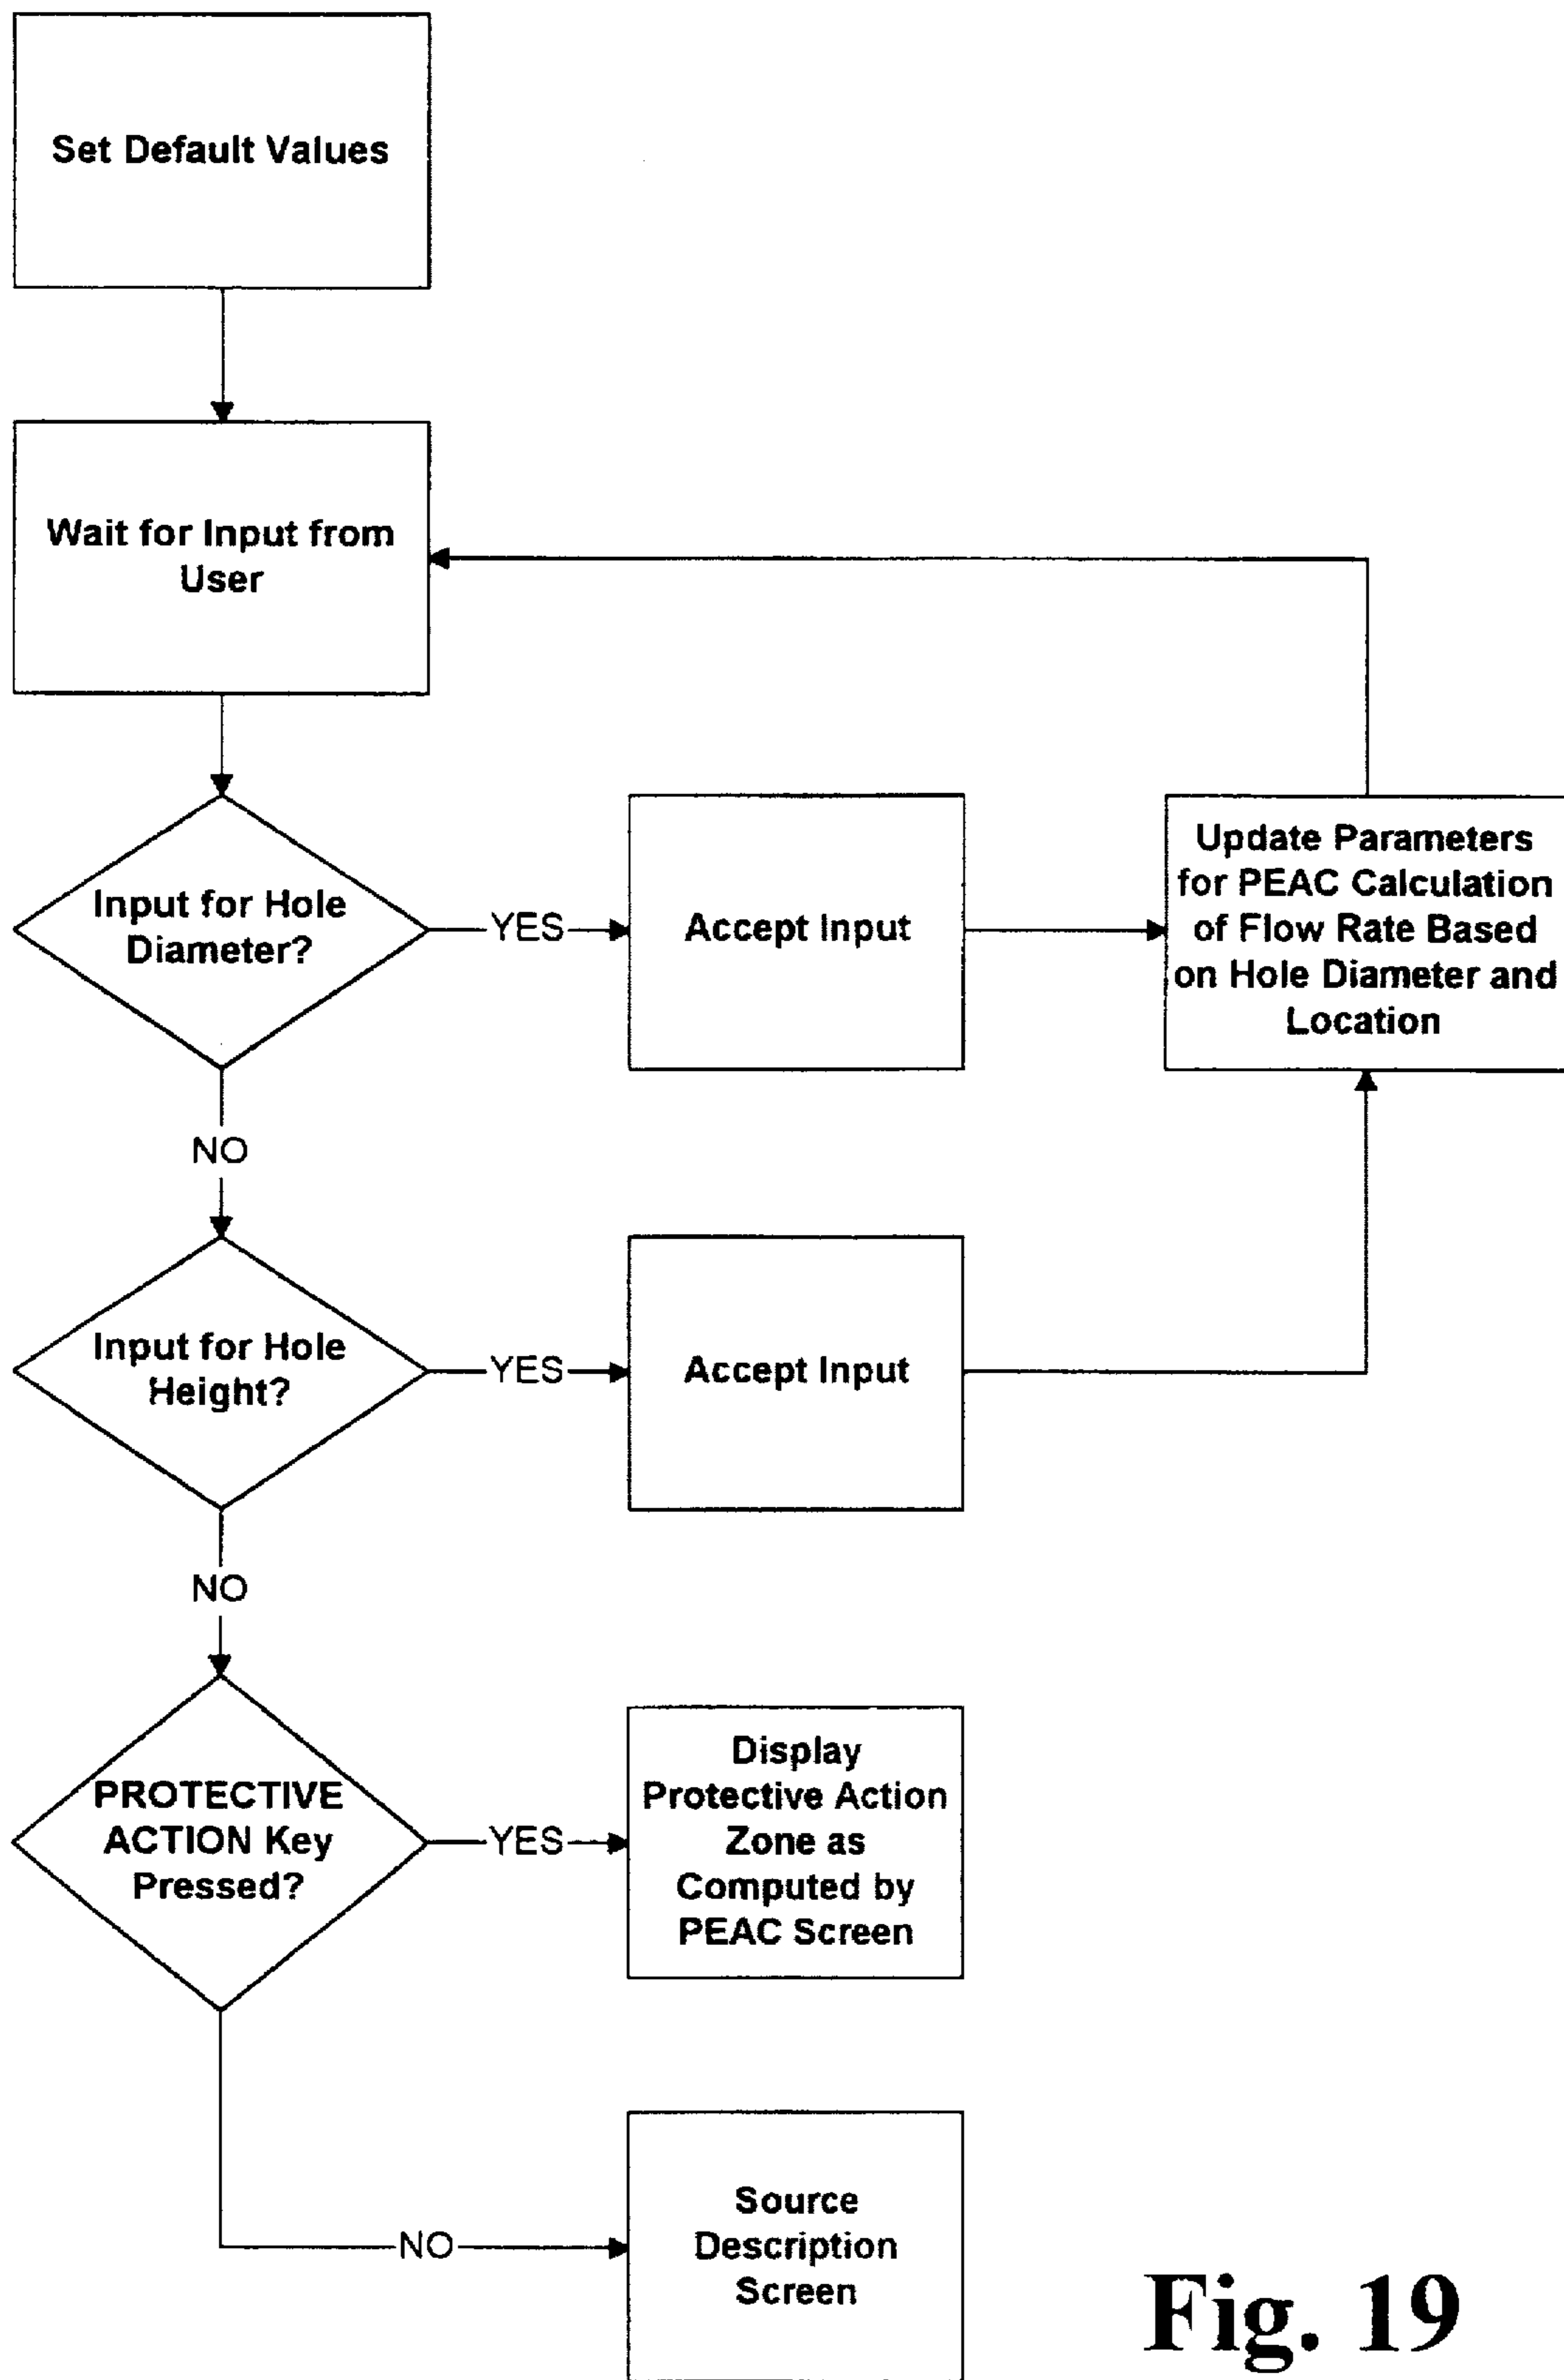 Set Default Values
Wait for Input from
User
Input for Hole
Diameter?
YES
Accept Input
Update Parameters
for PEAC Calculation
of Flow Rate Based
on Hole Diameter and
Location
NO
Input for Hole
Height?
YES
Accept Input
NO
PROTECTIVE
ACTION Key
Pressed?
YES
Display
Protective Action
Zone as
Computed by
PEAC Screen
NO
Source
Description
Screen
Fig. 19